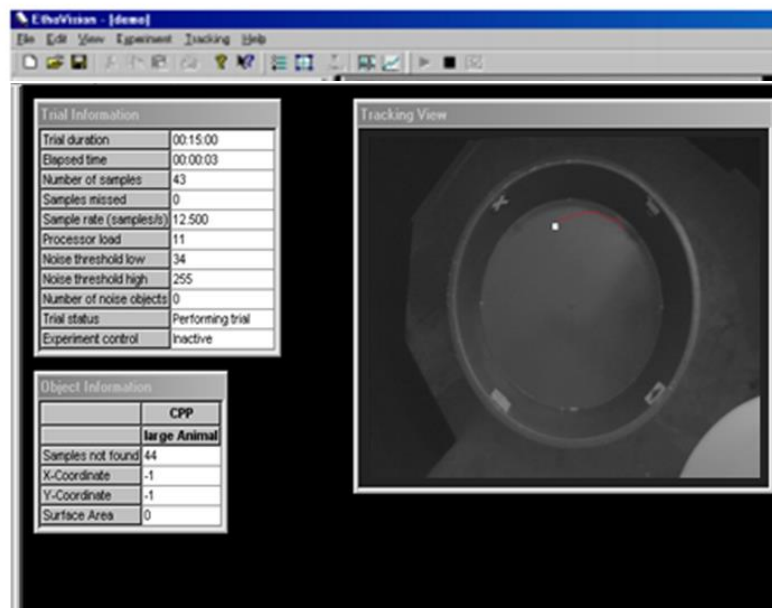 EthoVision - [demo]
File Edit View Experiment Tracking Help
Trial Information
Trial duration 00:15:00
Elapsed time 00:00:03
Number of samples 43
Samples missed 0
Sample rate (samples/s) 12.500
Processor load 11
Noise threshold low 34
Noise threshold high 255
Number of noise objects 0
Trial status Performing trial
Experiment control Inactive
Tracking View
Object Information
CPP
large Animal
Samples not found 44
X-Coordinate -1
Y-Coordinate -1
Surface Area 0